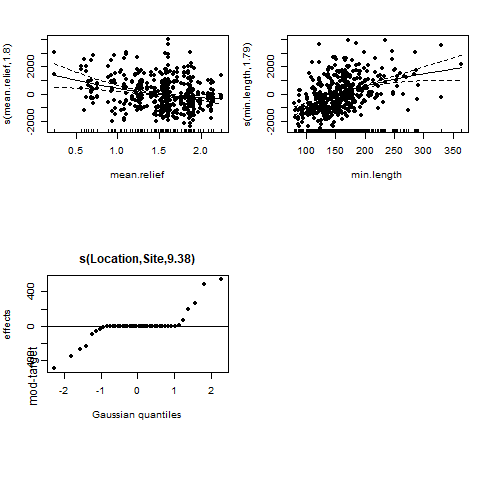 s(mean.relief,1.8)
-2000 0 2000
0.5 1.0 1.5 2.0
mean.relief
s(min.length,1.79)
-2000 0 2000
100 150 200 250 300 350
min.length
s(Location,Site,9.38)
effects
mod-target
0 400
-2 -1 0 1 2
Gaussian quantiles